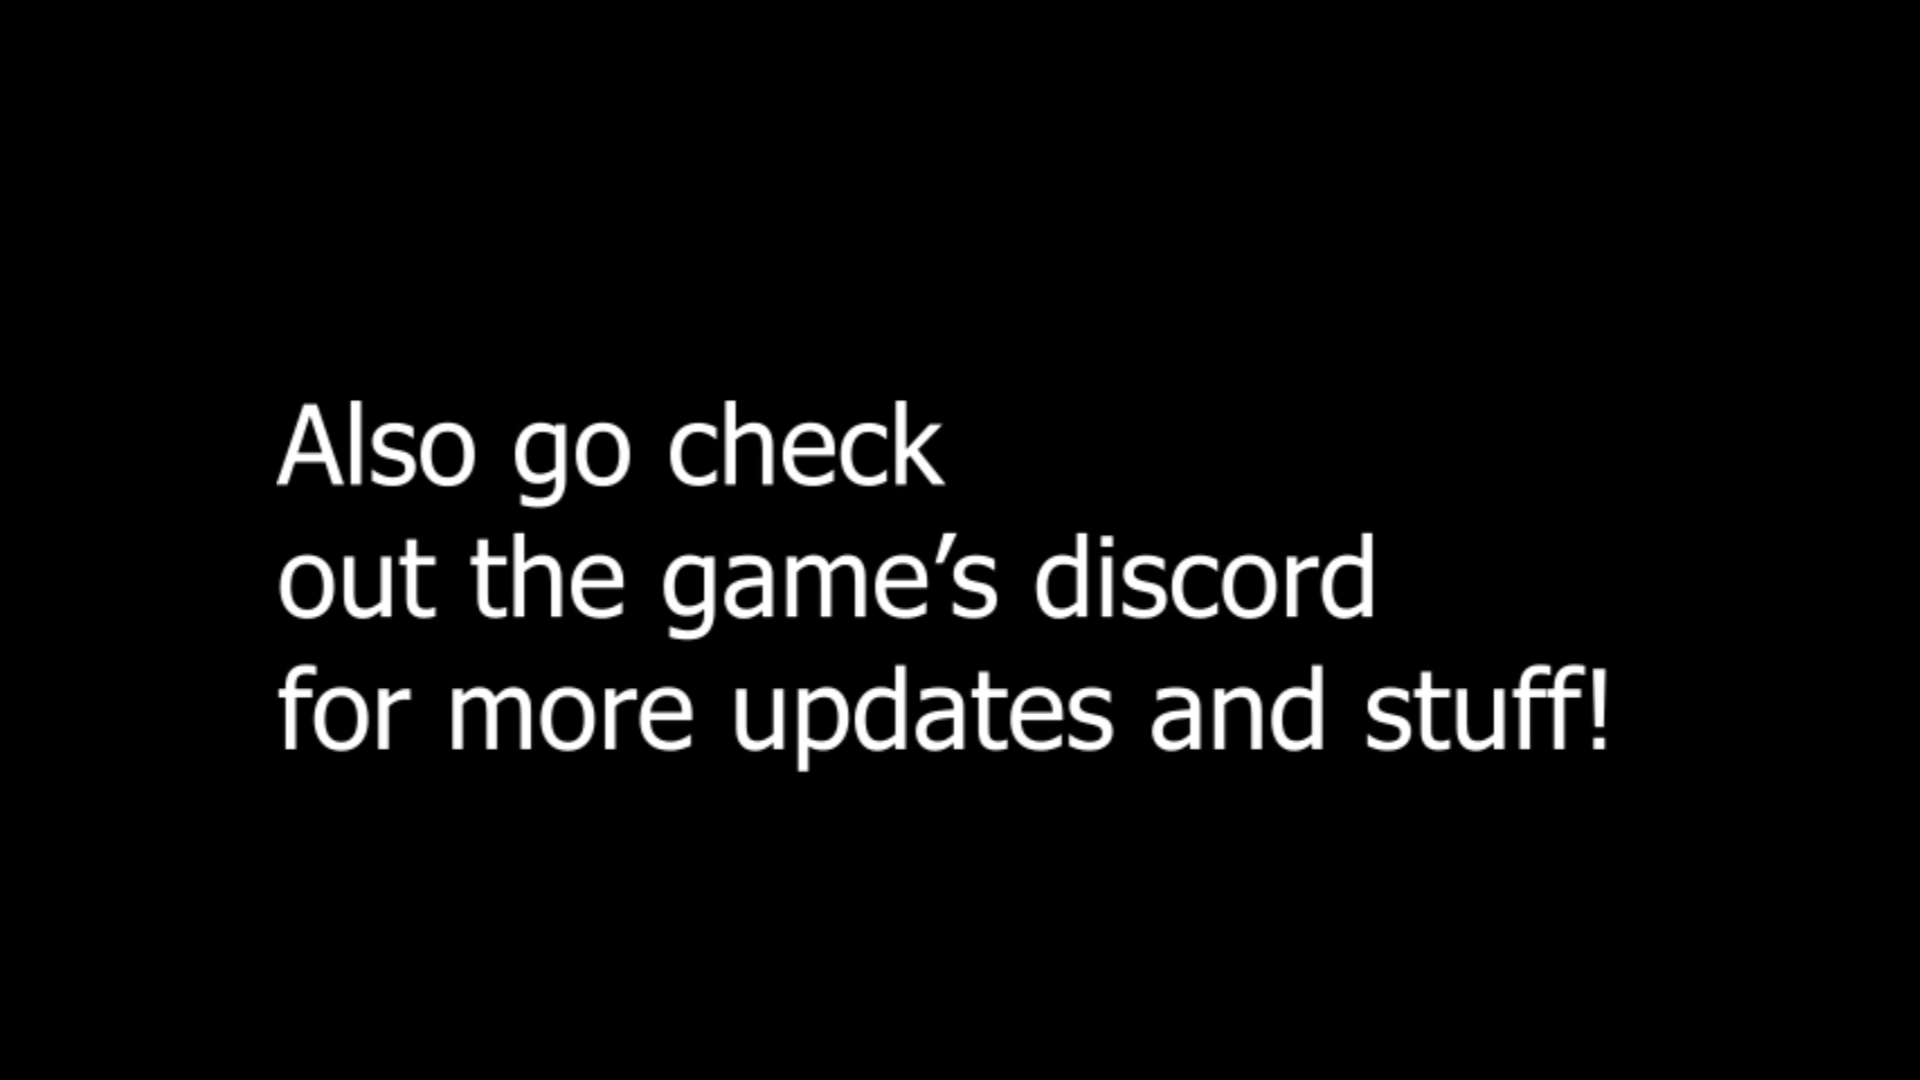 Also go check
out the game’s discord
for more updates and stuff!